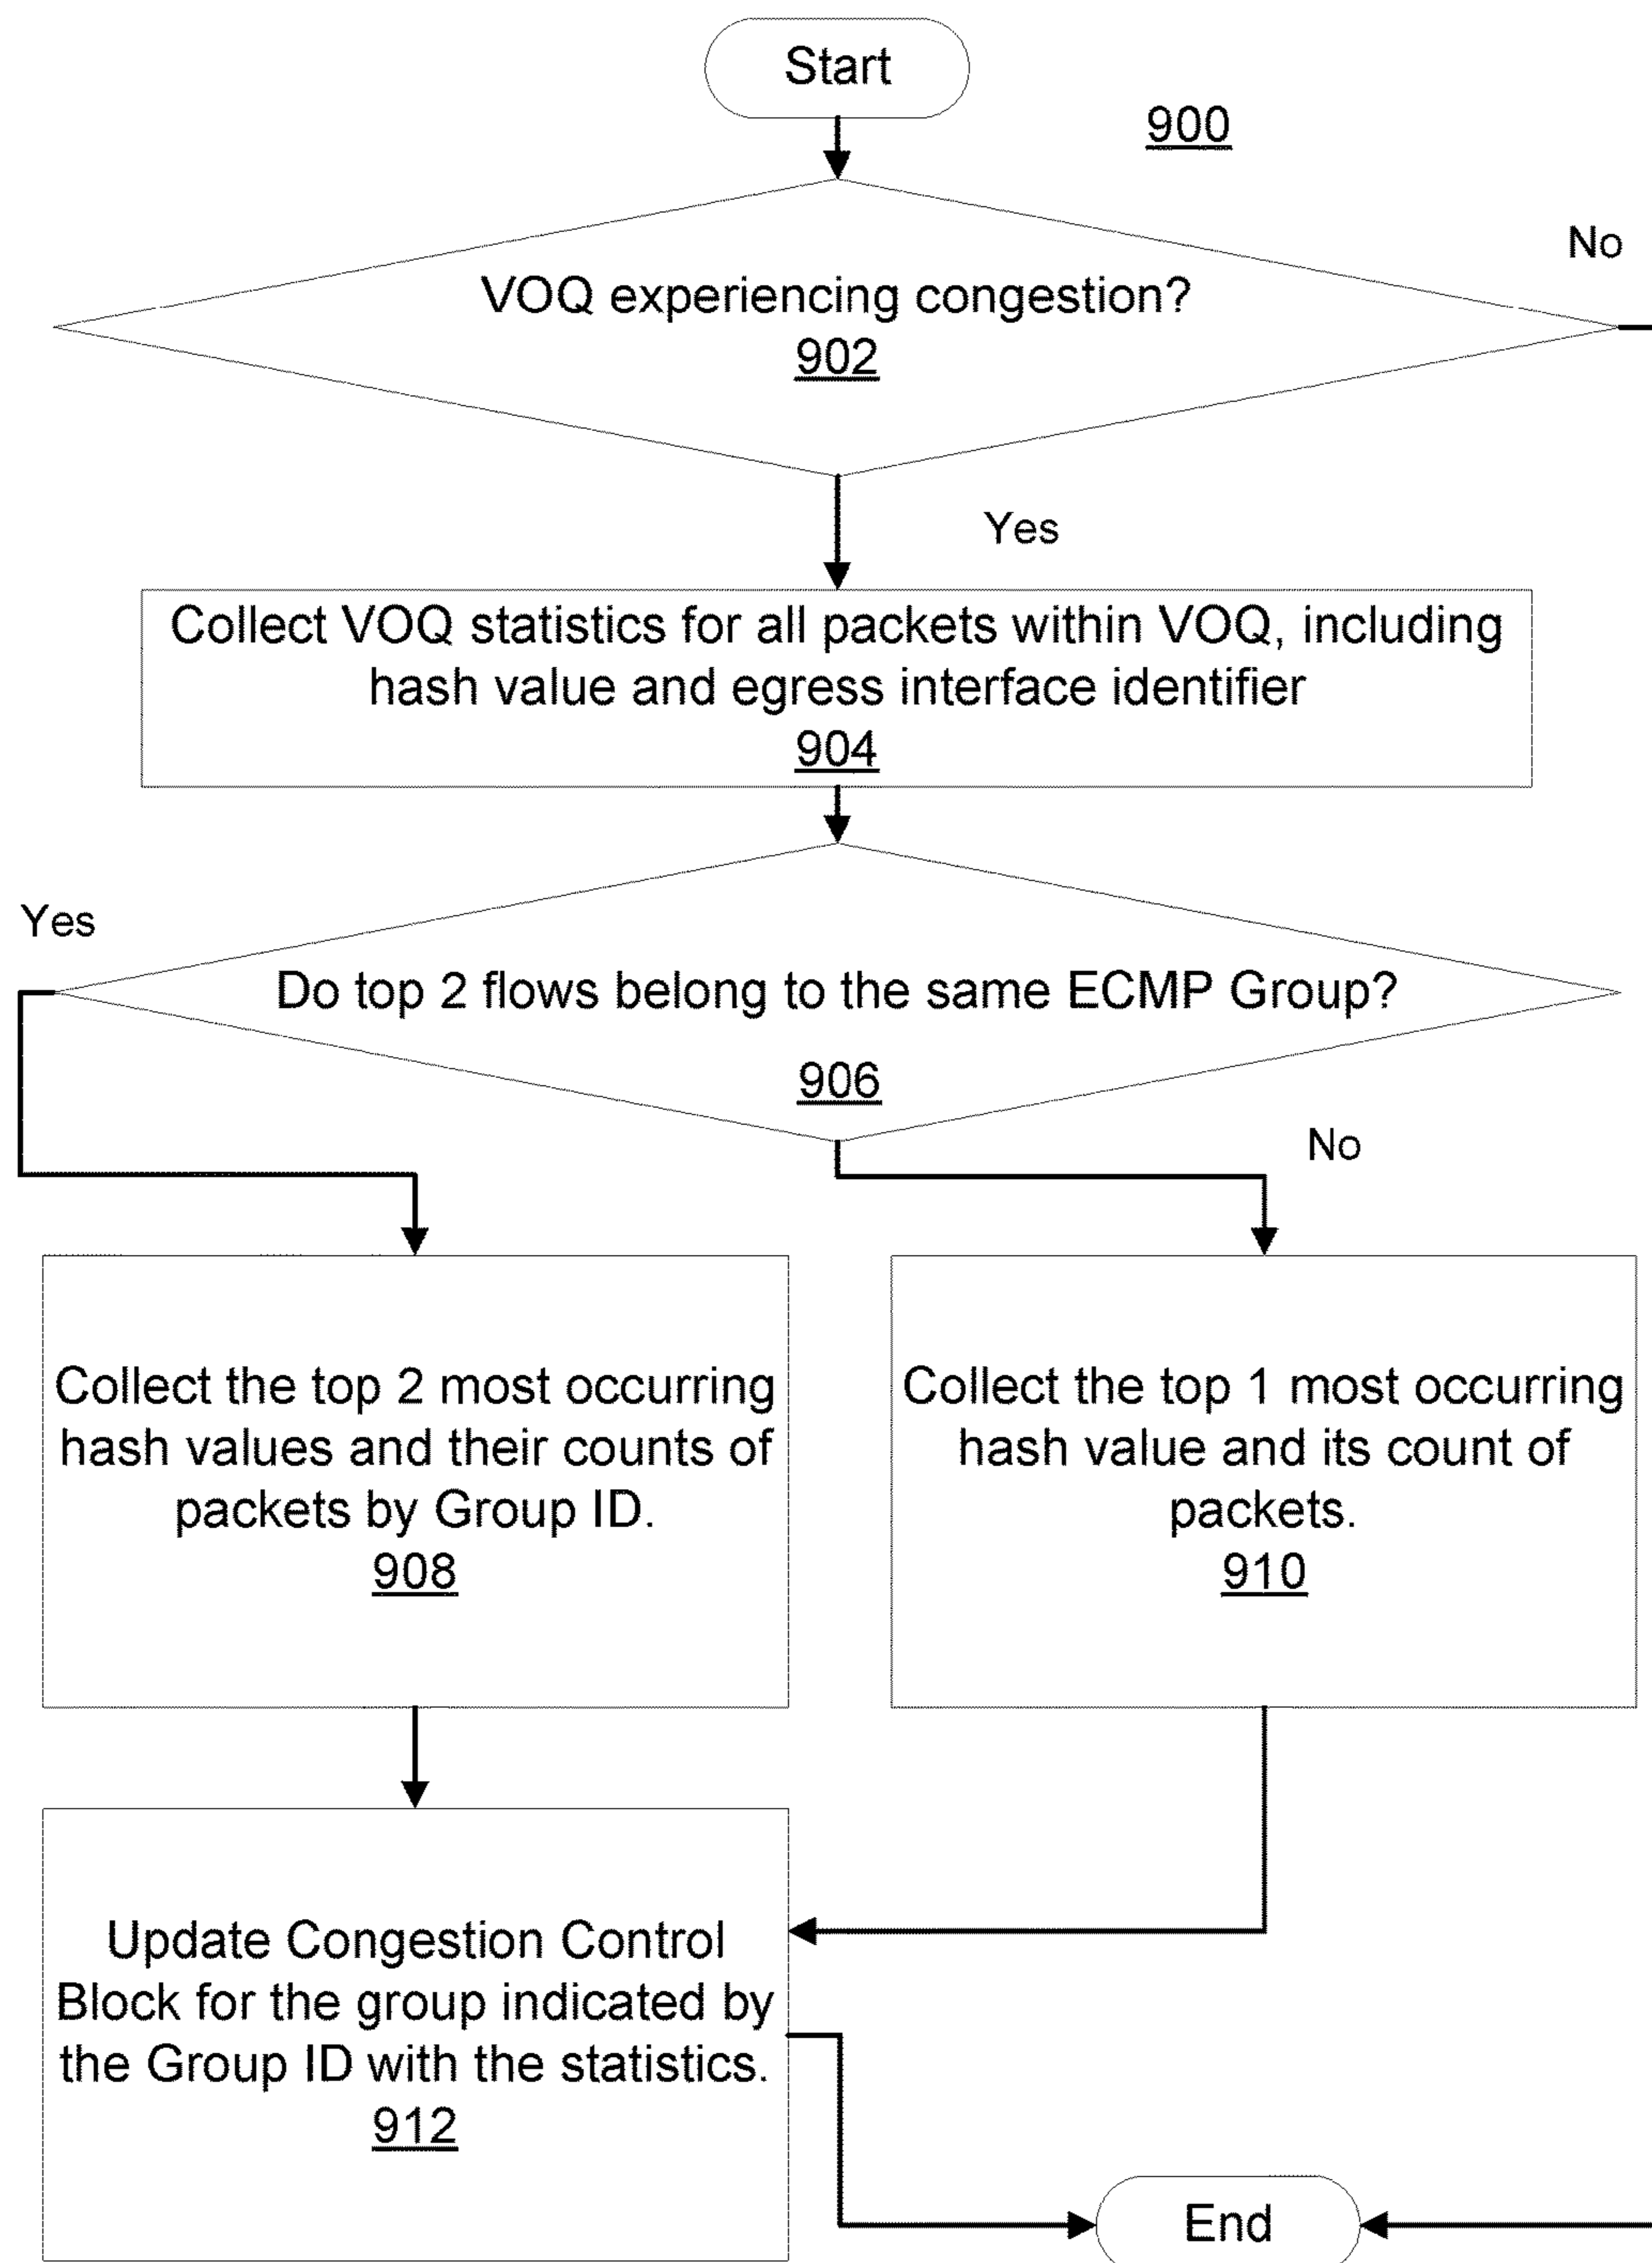 Start
900
No
VOQ experiencing congestion?
902
Yes
Collect VOQ statistics for all packets within VOQ, including
hash value and egress interface identifier
904
Yes
Do top 2 flows belong to the same ECMP Group?
906
No
Collect the top 2 most occurring
hash values and their counts of
packets by Group ID.
908
Collect the top 1 most occurring
hash value and its count of
packets.
910
Update Congestion Control
Block for the group indicated by
the Group ID with the statistics.
912
End